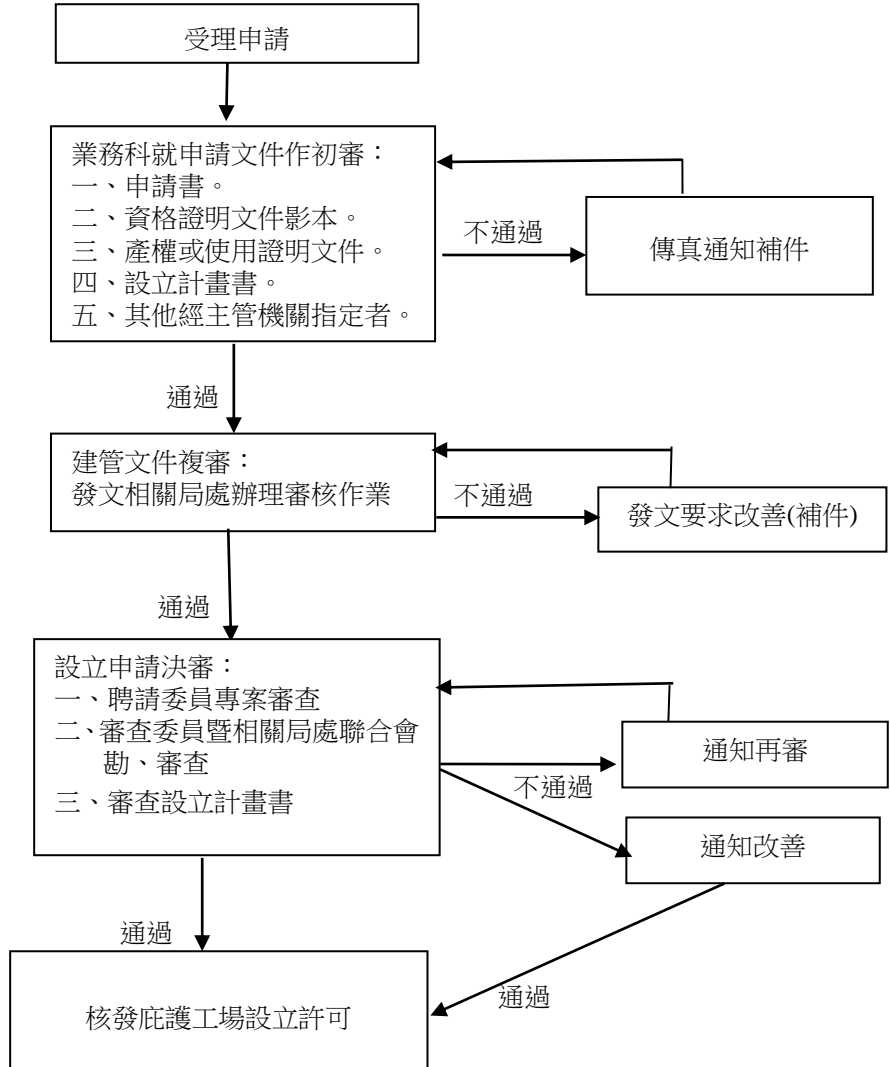 受理申請
業務科就申請文件作初審：
一、申請書。
二、資格證明文件影本。
三、產權或使用證明文件。
四、設立計畫書。
五、其他經主管機關指定者。
不通過
傳真通知補件
通過
建管文件複審：
發文相關局處辦理審核作業
不通過
發文要求改善(補件)
通過
設立申請決審：
一、聘請委員專案審查
二、審查委員暨相關局處聯合會
勘、審查
三、審查設立計畫書
不通過
通知再審
通知改善
通過
核發庇護工場設立許可
通過